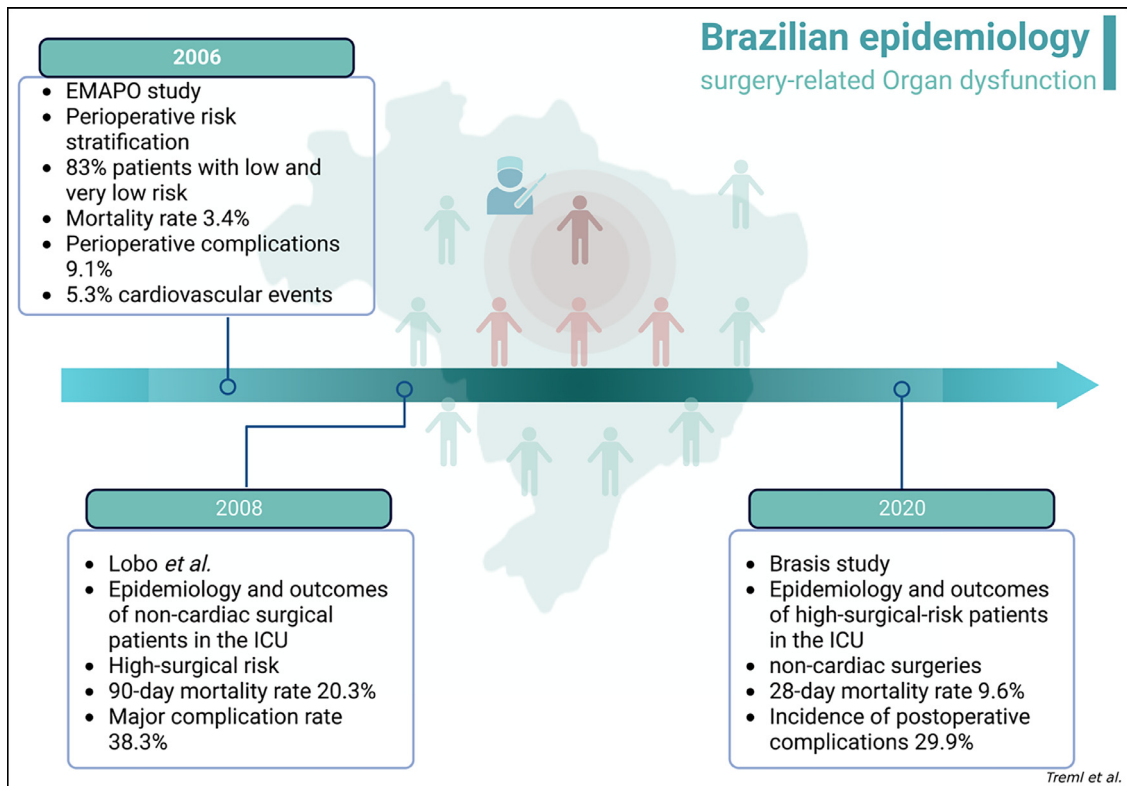 Brazilian epidemiology
surgery-related Organ dysfunction
2006
• EMAPO study
• Perioperative risk
stratification
• 83% patients with low and
very low risk
• Mortality rate 3.4%
• Perioperative complications
9.1%
• 5.3% cardiovascular events
2008
• Lobo et al.
• Epidemiology and outcomes
of non-cardiac surgical
patients in the ICU
• High-surgical risk
• 90-day mortality rate 20.3%
• Major complication rate
38.3%
2020
• Brasis study
• Epidemiology and outcomes
of high-surgical-risk patients
in the ICU
• non-cardiac surgeries
• 28-day mortality rate 9.6%
• Incidence of postoperative
complications 29.9%
Treml et al.